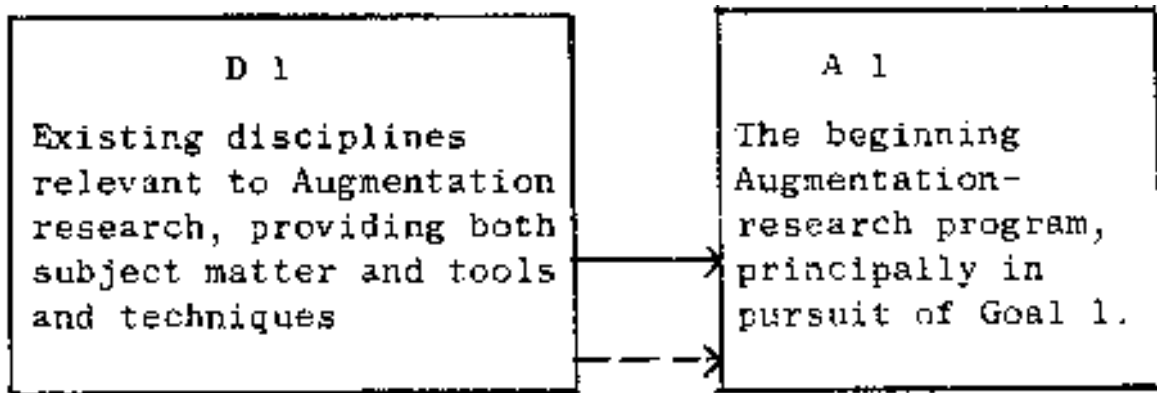 D 1
Existing disciplines
relevant to Augmentation
research, providing both
subject matter and tools
and techniques
A 1
The beginning
Augmentation-
research program,
principally in
pursuit of Goal 1.